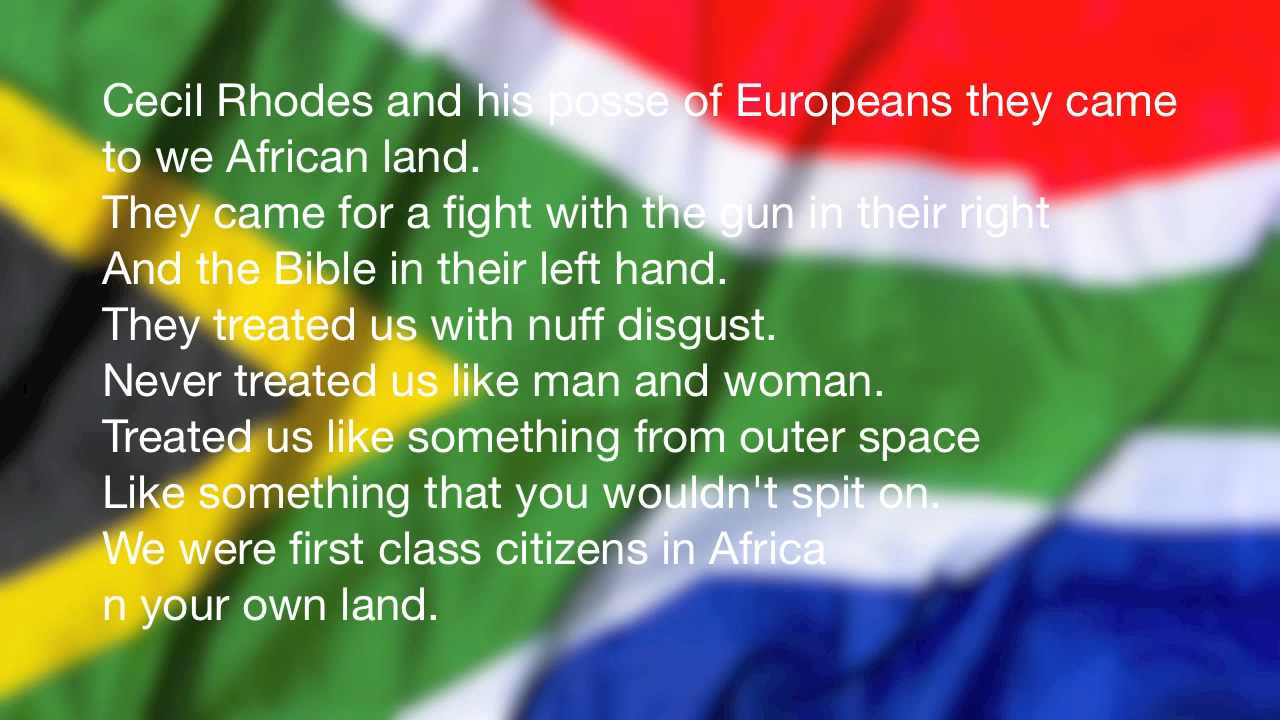 Cecil Rhodes and his posse of Europeans they came
to we African land.
They came for a fight with the gun in their right
And the Bible in their left hand.
They treated us with nuff disgust.
Never treated us like man and woman.
Treated us like something from outer space
Like something that you wouldn't spit on.
We were first class citizens in Africa
n your own land.